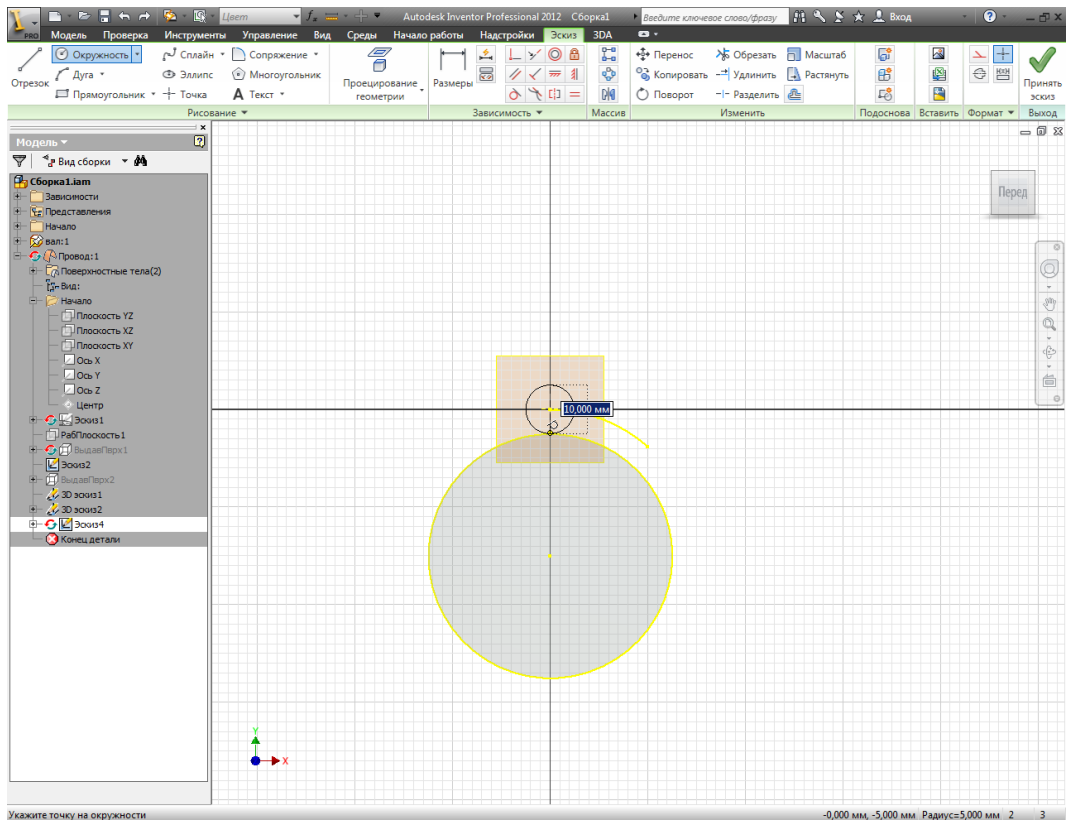 PRO
Цвет
Autodesk Inventor Professional 2012 Сборка1
Введите ключевое слово/фразу
Вход
Модель Проверка Инструменты Управление Вид Среды Начало работы Надстройки Эскиз 3DA
Отрезок
Окружность
Дуга
Прямоугольник
Сплайн
Эллипс
Точка
Сопряжение
Многоугольник
A Текст
Проецирование
геометрии
Размеры
Перенос
Копировать
Поворот
Обрезать
Удлинить
Разделить
Масштаб
Растянуть
Принять
эскиз
Рисование
Зависимость
Массив
Изменить
Подоснова
Вставить
Формат
Выход
Модель
Вид сборки
Сборка1.iam
Зависимости
Представления
Начало
вал:1
Провод:1
Поверхностные тела(2)
Вид:
Начало
Плоскость YZ
Плоскость XZ
Плоскость XY
Ось X
Ось Y
Ось Z
Центр
Эскиз1
РабПлоскость1
ВыдавПврх1
Эскиз2
ВыдавПврх2
3D эскиз1
3D эскиз2
Эскиз4
Конец детали
Перед
10,000 мм
Y
X
Укажите точку на окружности
-0,000 мм, -5,000 мм Радиус=5,000 мм 2 3